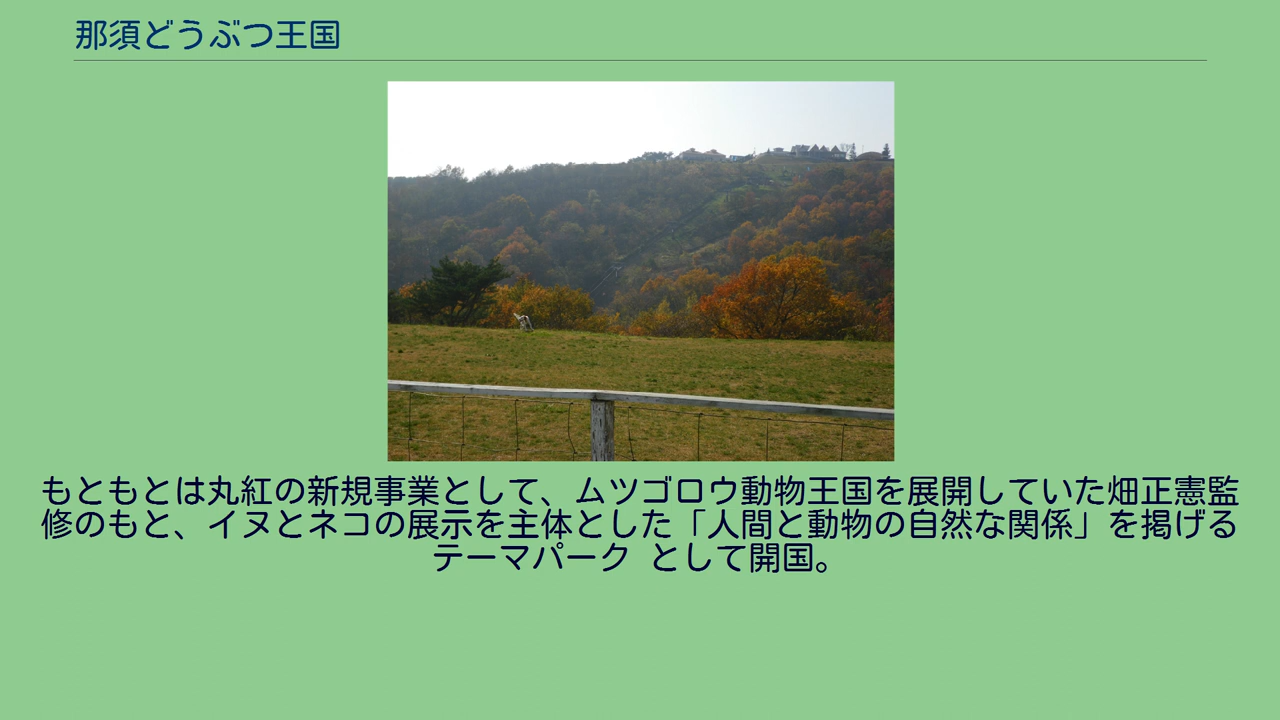 那須どうぶつ王国
もともとは丸紅の新規事業として、ムツゴロウ動物王国を展開していた畑正憲監
修のもと、イヌとネコの展示を主体とした「人間と動物の自然な関係」を掲げる
テーマパーク として開国。